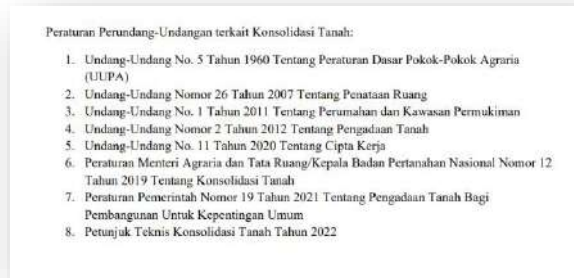 Peraturan Perundang-Undangan terkait Konsolidasi Tanah:
1. Undang-Undang No. 5 Tahun 1960 Tentang Peraturan Dasar Pokok-Pokok Agraria
(UUPA)
2. Undang-Undang Nomor 26 Tahun 2007 Tentang Penataan Ruang
3. Undang-Undang No. 1 Tahun 2011 Tentang Perumahan dan Kawasan Permukiman
4. Undang-Undang Nomor 2 Tahun 2012 Tentang Pengadaan Tanah
5. Undang-Undang No. 11 Tahun 2020 Tentang Cipta Kerja
6. Peraturan Menteri Agraria dan Tata Ruang/Kepala Badan Pertanahan Nasional Nomor 12
Tahun 2019 Tentang Konsolidasi Tanah
7. Peraturan Pemerintah Nomor 19 Tahun 2021 Tentang Pengadaan Tanah Bagi
Pembangunan Untuk Kepentingan Umum
8. Petunjuk Teknis Konsolidasi Tanah Tahun 2022